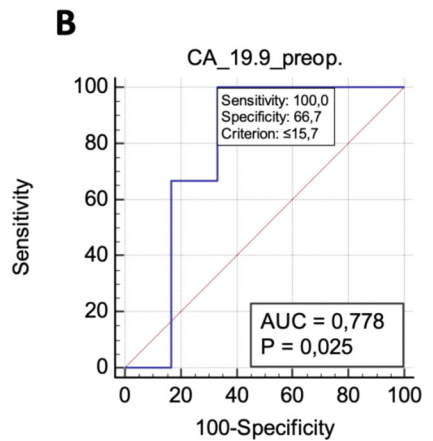 B
CA_19.9_preop.
100
80
60
40
20
0
Sensitivity
Sensitivity: 100,0
Specificity: 66,7
Criterion: ≤15,7
AUC = 0,778
P = 0,025
0 20 40 60 80 100
100-Specificity